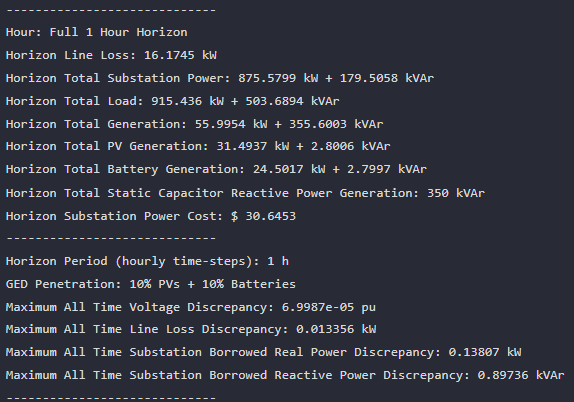 -----------------------------
Hour: Full 1 Hour Horizon
Horizon Line Loss: 16.1745 kW
Horizon Total Substation Power: 875.5799 kW + 179.5058 kVAr
Horizon Total Load: 915.436 kW + 503.6894 kVAr
Horizon Total Generation: 55.9954 kW + 355.6003 kVAr
Horizon Total PV Generation: 31.4937 kW + 2.8006 kVAr
Horizon Total Battery Generation: 24.5017 kW + 2.7997 kVAr
Horizon Total Static Capacitor Reactive Power Generation: 350 kVAr
Horizon Substation Power Cost: $ 30.6453
-----------------------------
Horizon Period (hourly time-steps): 1 h
GED Penetration: 10% PVs + 10% Batteries
Maximum All Time Voltage Discrepancy: 6.9987e-05 pu
Maximum All Time Line Loss Discrepancy: 0.013356 kW
Maximum All Time Substation Borrowed Real Power Discrepancy: 0.13807 kW
Maximum All Time Substation Borrowed Reactive Power Discrepancy: 0.89736 kVAr
-----------------------------